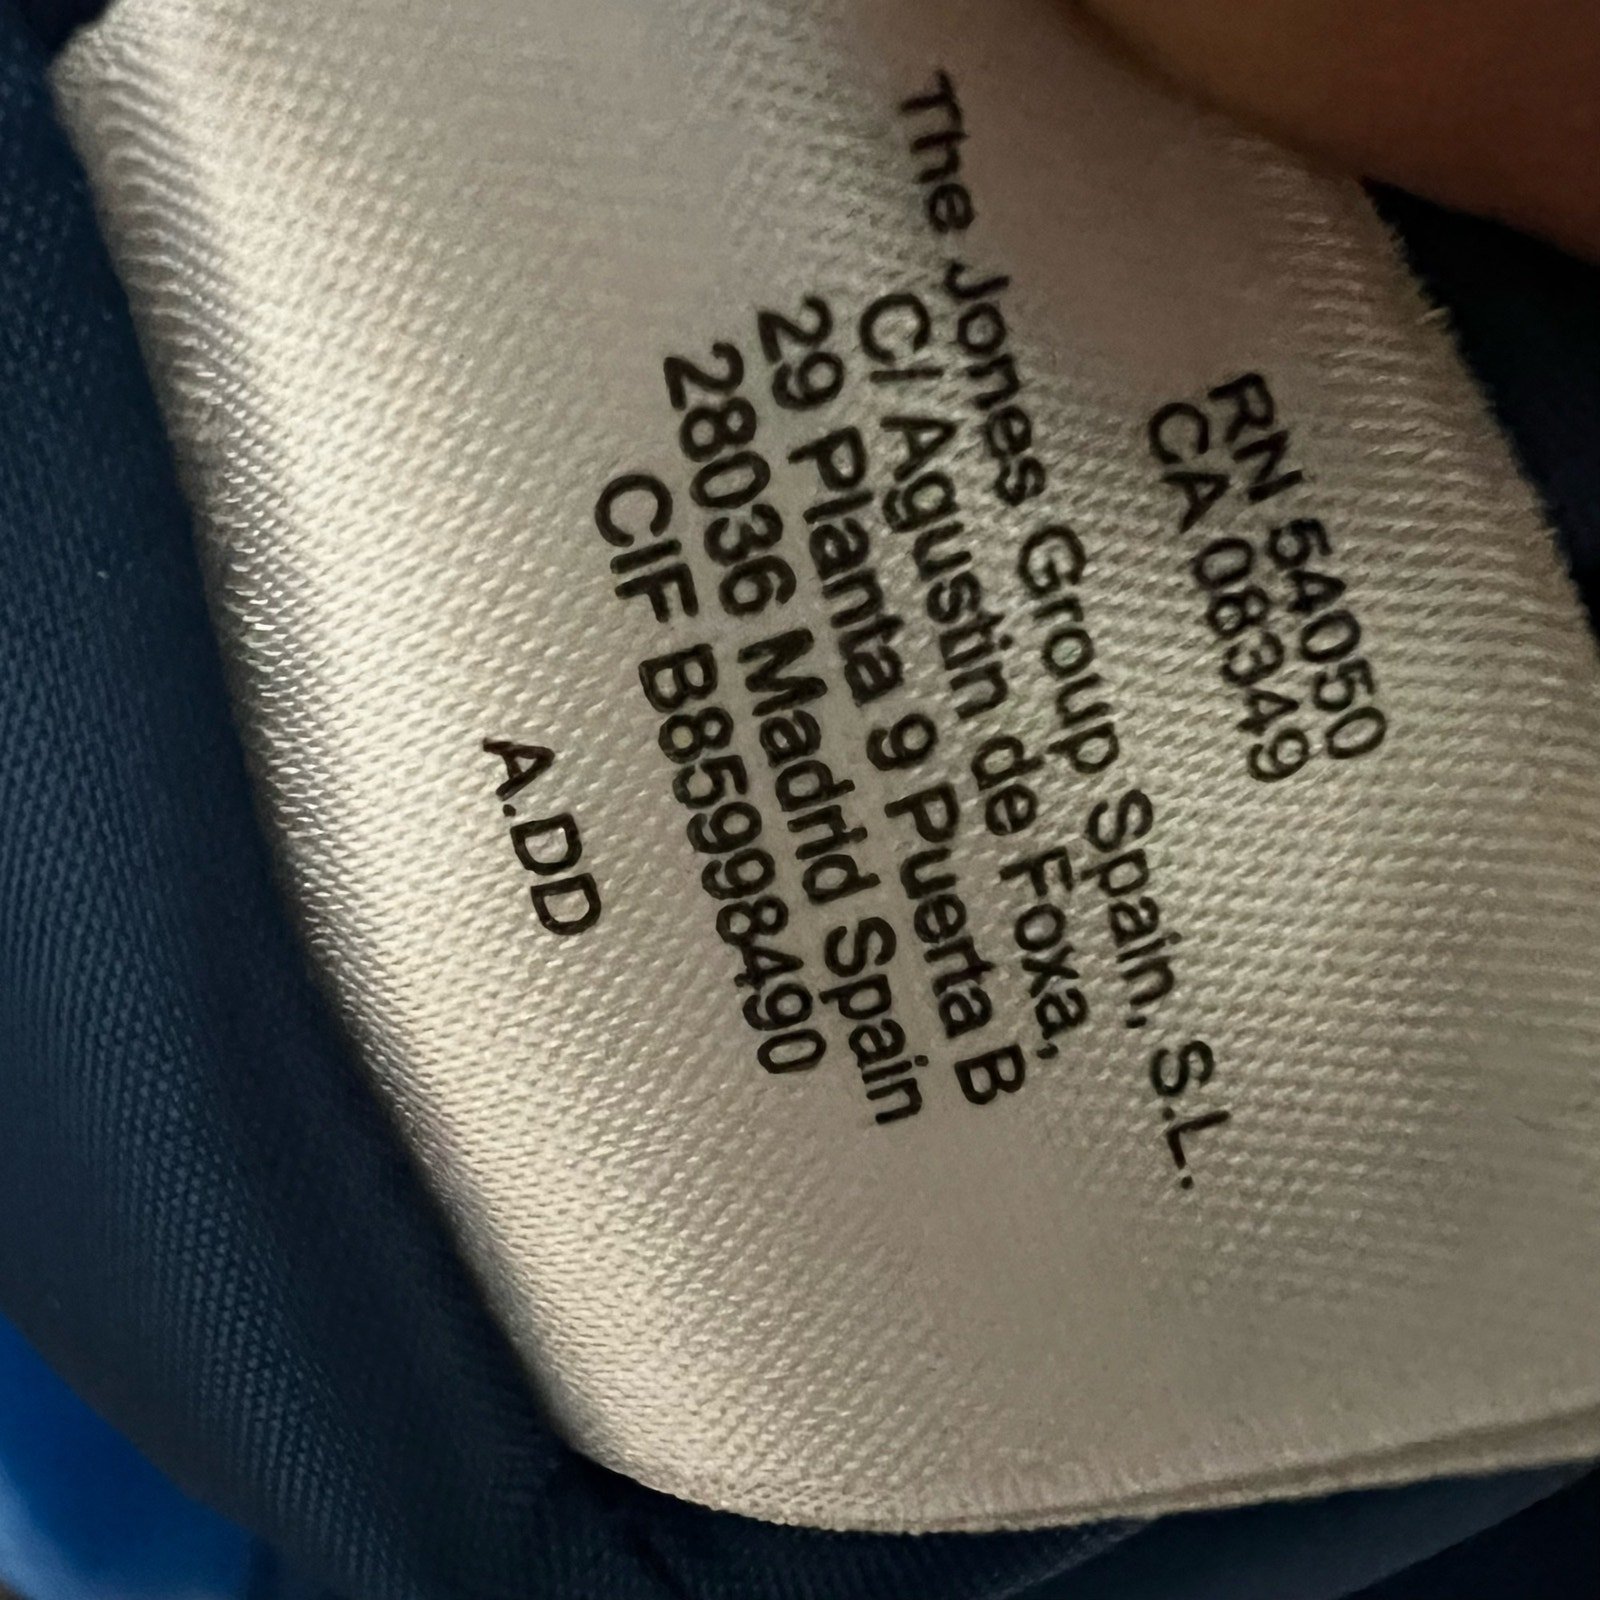 RN 54050
CA 08349
The Jones Group Spain, S.L.
C/ Agustin de Foxa,
29 Planta 9 Puerta B
28036 Madrid Spain
CIF B85998490
A.DD